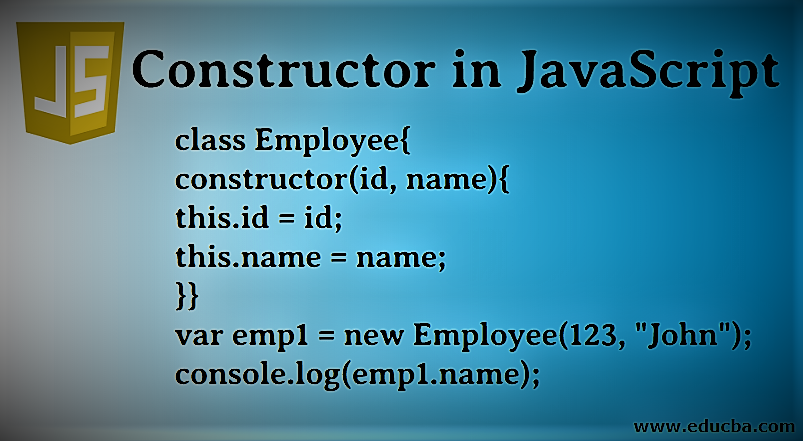 JS
Constructor in JavaScript
class Employee{
constructor(id, name){
this.id = id;
this.name = name;
}}
var emp1 = new Employee(123, "John");
console.log(emp1.name);
www.educba.com